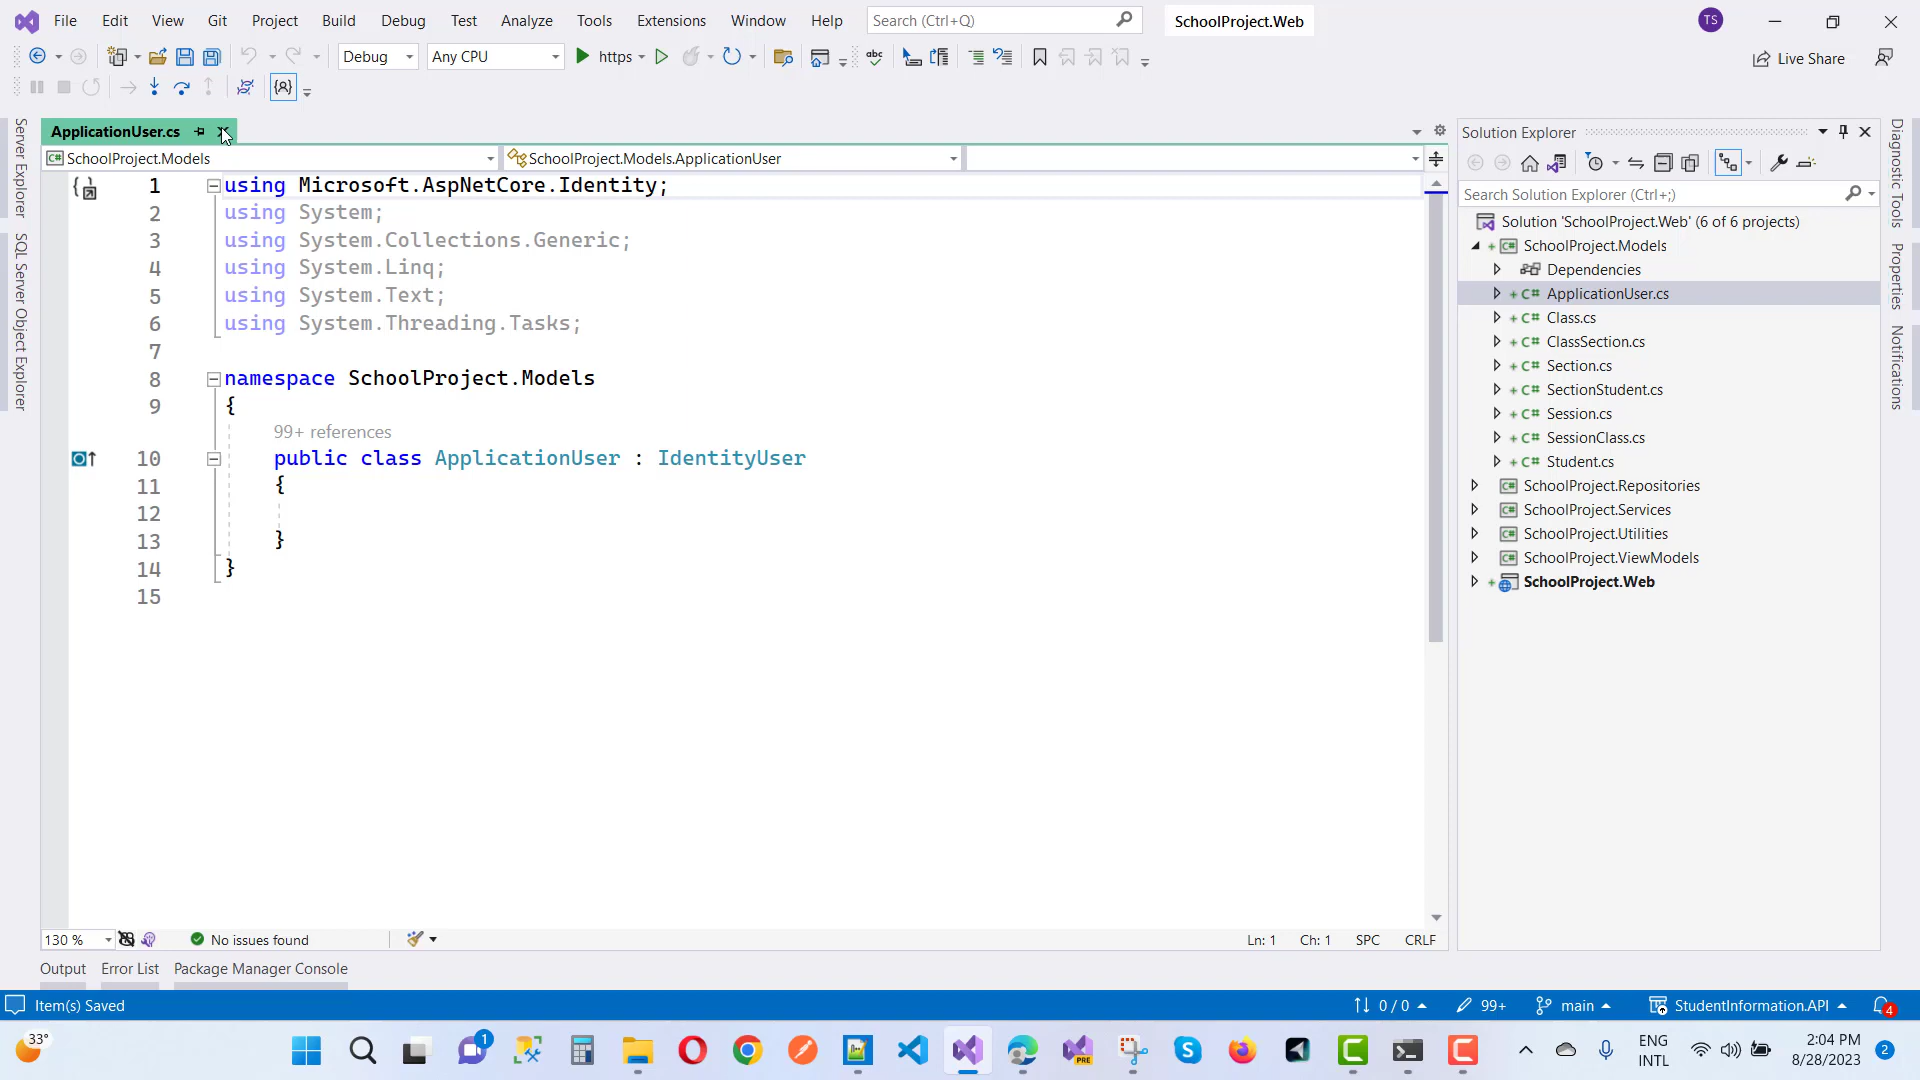 File Edit View Git Project Build Debug Test Analyze Tools Extensions Window Help Search (Ctrl+Q) SchoolProject.Web TS
Debug Any CPU https Live Share
ApplicationUser.cs
SchoolProject.Models SchoolProject.Models.ApplicationUser
1 using Microsoft.AspNetCore.Identity;
2 using System;
3 using System.Collections.Generic;
4 using System.Linq;
5 using System.Text;
6 using System.Threading.Tasks;
7
8 namespace SchoolProject.Models
9 {
99+ references
10 public class ApplicationUser : IdentityUser
11 {
12
13 }
14 }
15
130 % No issues found Ln: 1 Ch: 1 SPC CRLF
Server Explorer
SQL Server Object Explorer
Solution Explorer
Search Solution Explorer (Ctrl+;)
Solution 'SchoolProject.Web' (6 of 6 projects)
SchoolProject.Models
Dependencies
ApplicationUser.cs
Class.cs
ClassSection.cs
Section.cs
SectionStudent.cs
Session.cs
SessionClass.cs
Student.cs
SchoolProject.Repositories
SchoolProject.Services
SchoolProject.Utilities
SchoolProject.ViewModels
SchoolProject.Web
Diagnostic Tools
Properties
Notifications
Output Error List Package Manager Console
Item(s) Saved 0 / 0 99+ main StudentInformation.API 4
33° 1 PRE ENG INTL 2:04 PM 8/28/2023 2